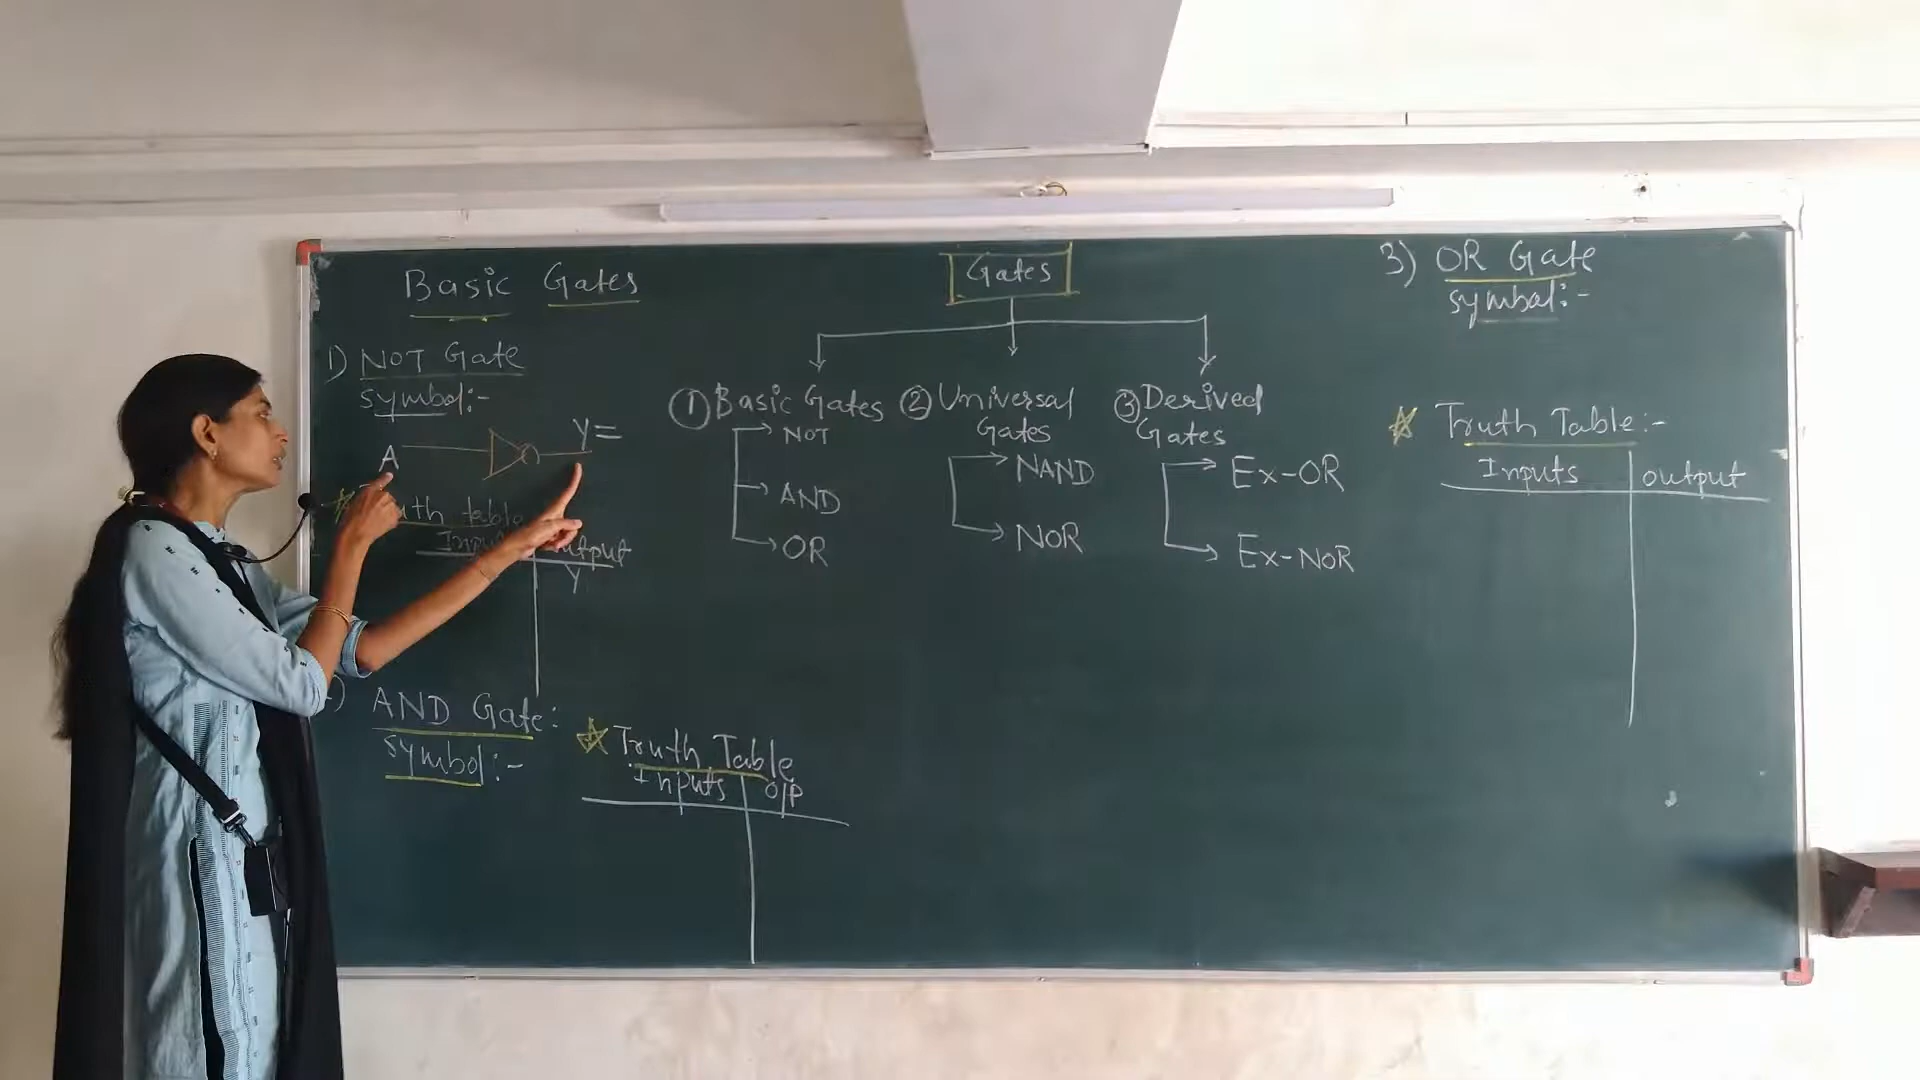 Basic Gates
1) NOT Gate
symbol:-
A
Y=
Truth table
Input
output
Y
AND Gate:
symbol:-
Truth Table
Inputs
O/P
Gates
① Basic Gates
NOT
AND
OR
② Universal
Gates
NAND
NOR
③ Derived
Gates
Ex-OR
Ex-NOR
3) OR Gate
symbol:-
Truth Table:-
Inputs
output